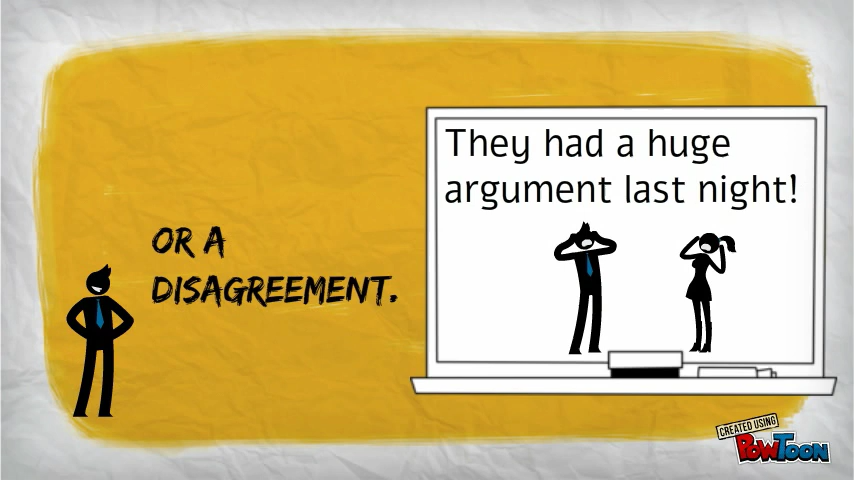 OR A
DISAGREEMENT.
They had a huge
argument last night!
CREATED USING
POWTOON